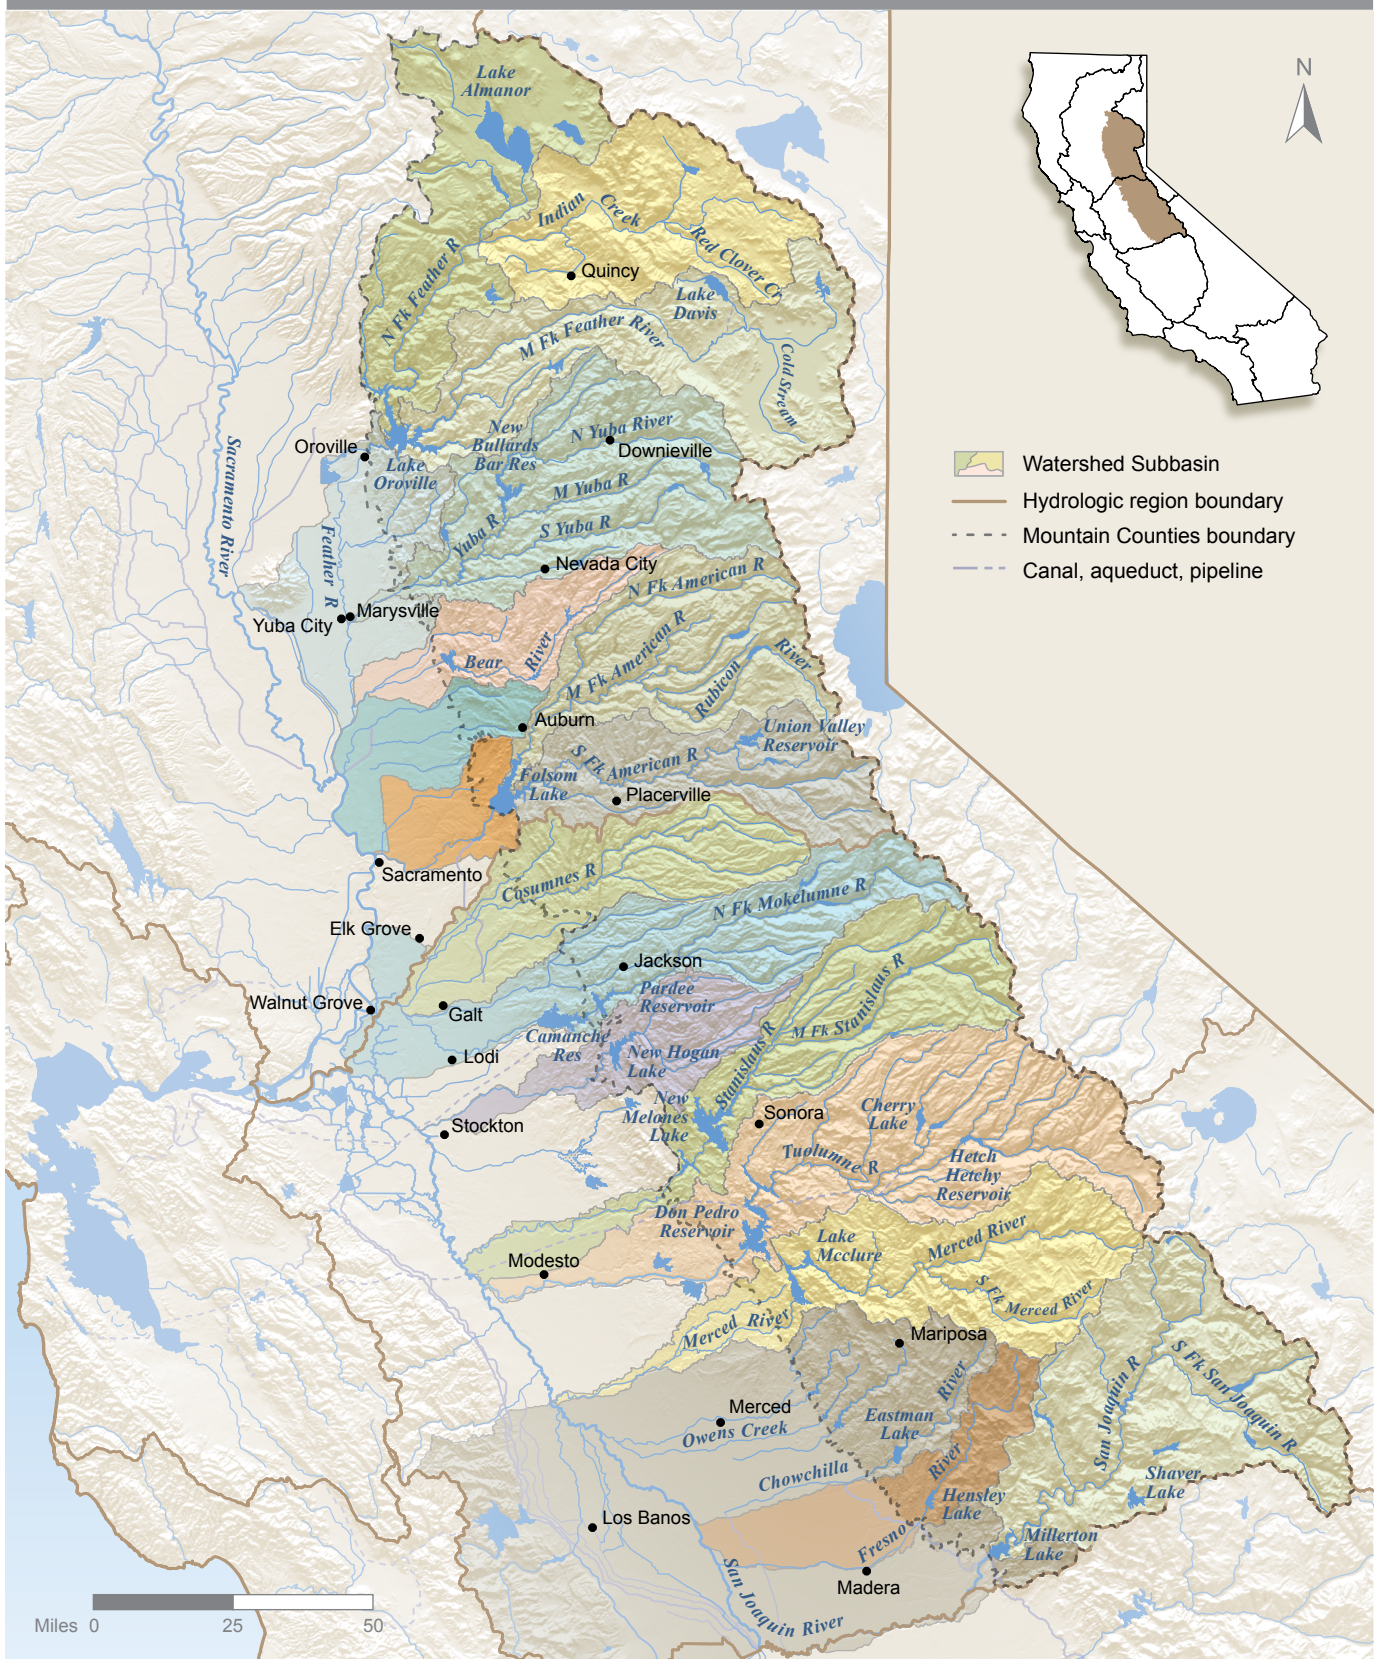 N
Lake
Almanor
Indian
Creek
Red Clover Cr
N Fk Feather R
Quincy
Lake
Davis
M Fk Feather River
Cold Stream
Sacramento River
Oroville
Lake
Oroville
New
Bullards
Bar Res
N Yuba River
Downieville
M Yuba R
S Yuba R
Yuba R
Feather R
Nevada City
Marysville
Yuba City
N Fk American R
M Fk American R
Bear
River
Rubicon
River
Auburn
Union Valley
Reservoir
S Fk American R
Folsom
Lake
Placerville
Sacramento
Cosumnes R
N Fk Mokelumne R
Elk Grove
Jackson
Pardee
Reservoir
Walnut Grove
Galt
Camanche
Res
Lodi
New Hogan
Lake
M Fk Stanislaus R
Stanislaus R
New
Melones
Lake
Stockton
Sonora
Cherry
Lake
Tuolumne R
Hetch
Hetchy
Reservoir
Don Pedro
Reservoir
Lake
Mcclure
Merced River
S Fk Merced River
Modesto
Merced River
Mariposa
River
San Joaquin R
S Fk San Joaquin R
Merced
Owens Creek
Eastman
Lake
Chowchilla
River
Hensley
Lake
Shaver
Lake
Los Banos
Fresno
Madera
Millerton
Lake
San Joaquin River
Watershed Subbasin
Hydrologic region boundary
Mountain Counties boundary
Canal, aqueduct, pipeline
Miles 0 25 50